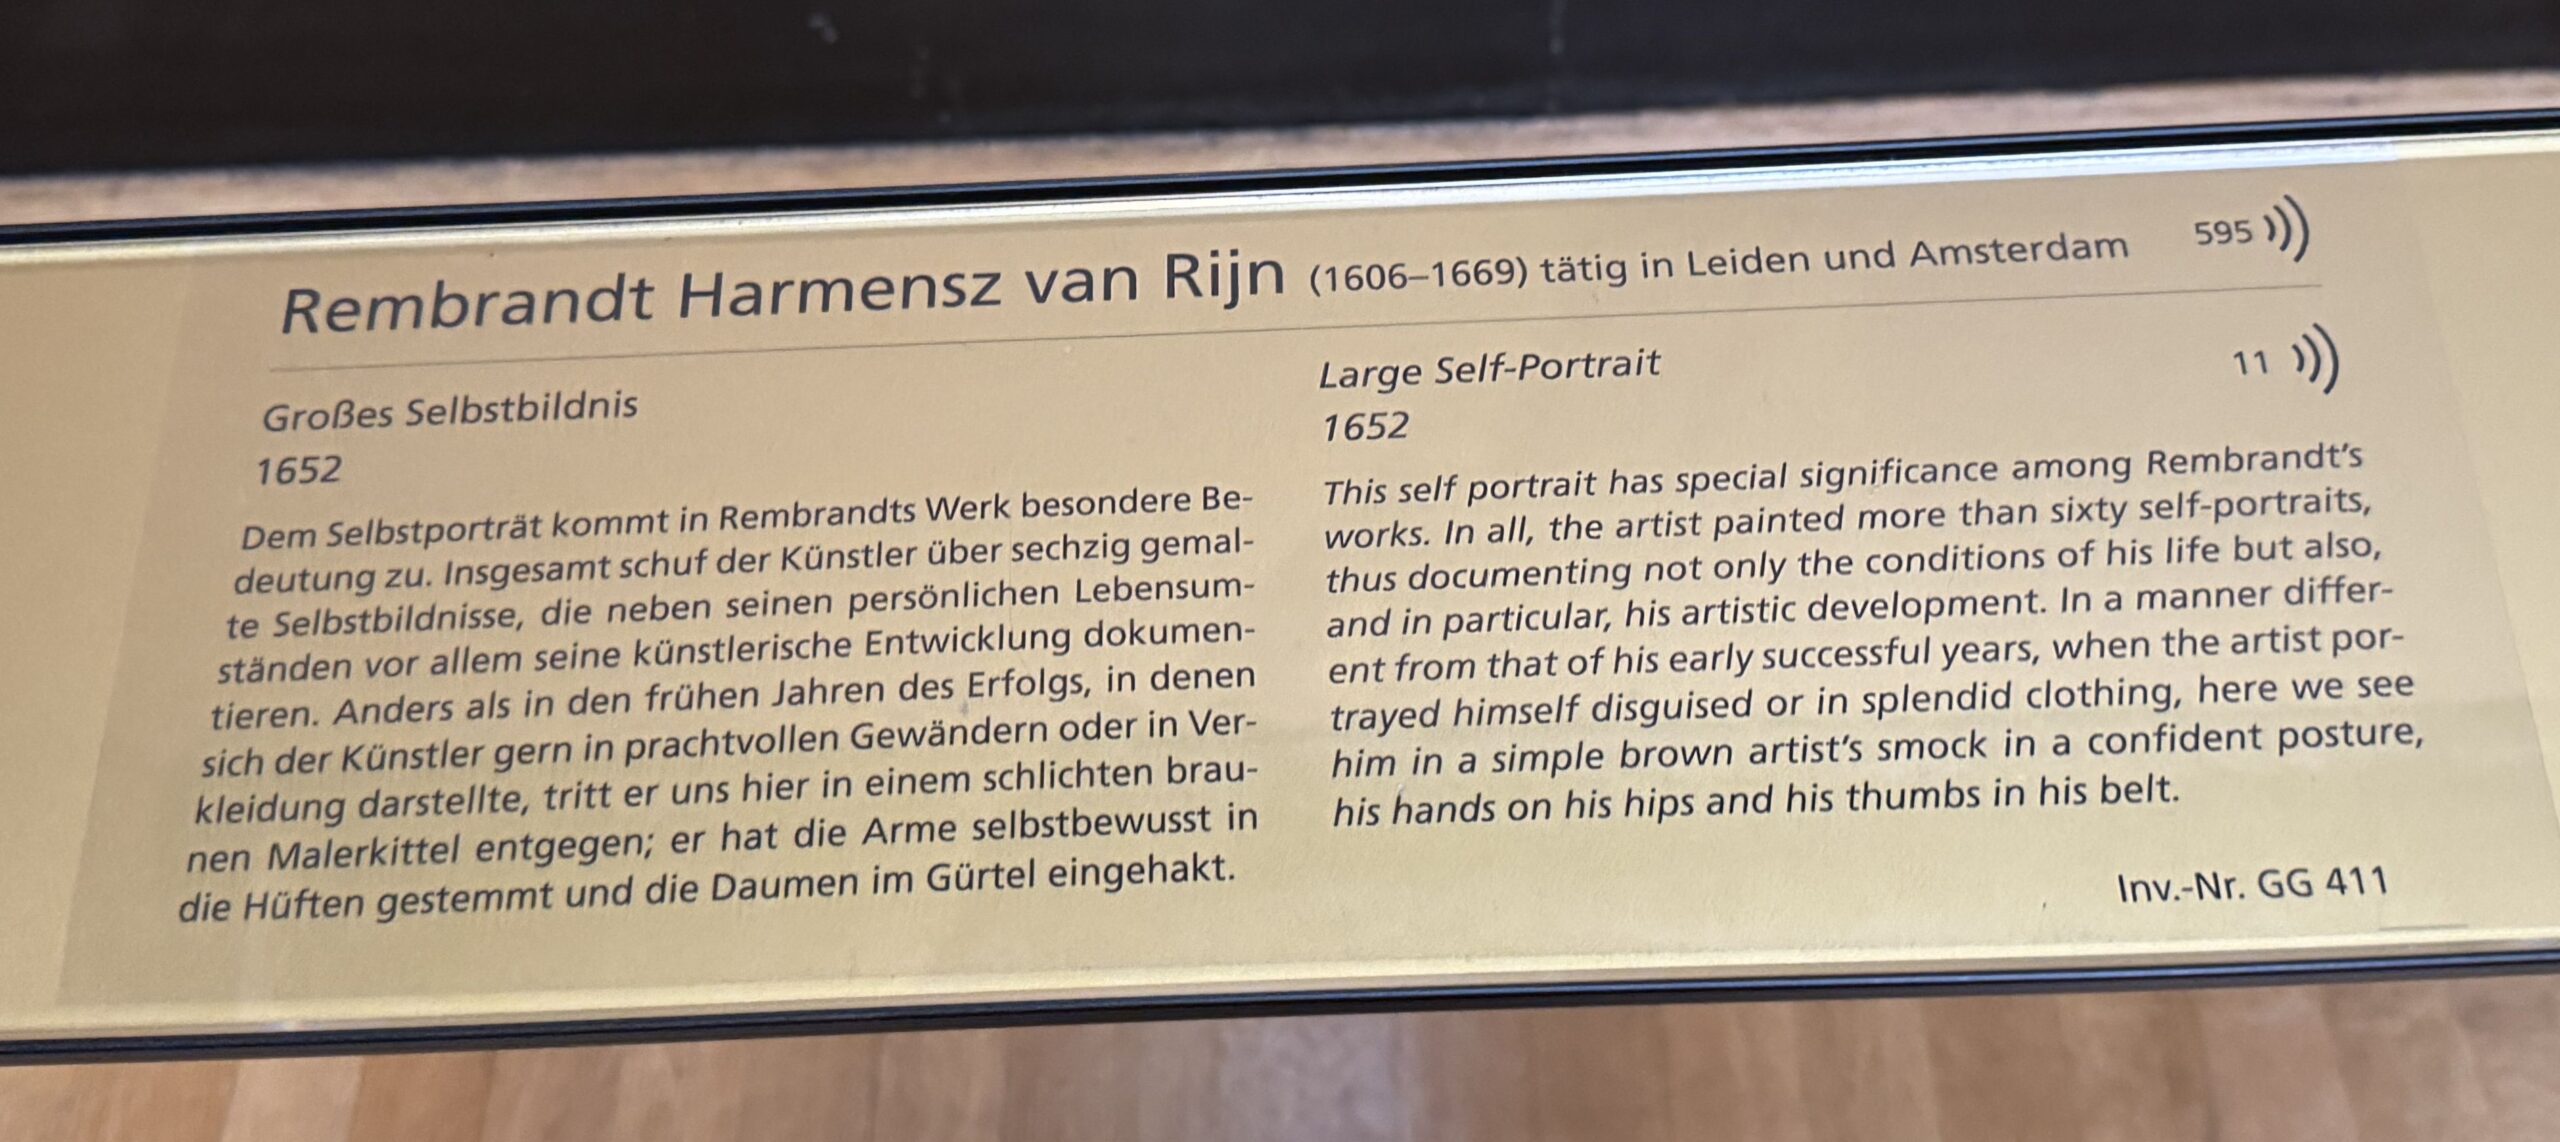 Rembrandt Harmensz van Rijn (1606–1669) tätig in Leiden und Amsterdam 595
Großes Selbstbildnis
1652
Dem Selbstporträt kommt in Rembrandts Werk besondere Be-
deutung zu. Insgesamt schuf der Künstler über sechzig gemal-
te Selbstbildnisse, die neben seinen persönlichen Lebensum-
ständen vor allem seine künstlerische Entwicklung dokumen-
tieren. Anders als in den frühen Jahren des Erfolgs, in denen
sich der Künstler gern in prachtvollen Gewändern oder in Ver-
kleidung darstellte, tritt er uns hier in einem schlichten brau-
nen Malerkittel entgegen; er hat die Arme selbstbewusst in
die Hüften gestemmt und die Daumen im Gürtel eingehakt.
Large Self-Portrait 11
1652
This self portrait has special significance among Rembrandt’s
works. In all, the artist painted more than sixty self-portraits,
thus documenting not only the conditions of his life but also,
and in particular, his artistic development. In a manner differ-
ent from that of his early successful years, when the artist por-
trayed himself disguised or in splendid clothing, here we see
him in a simple brown artist’s smock in a confident posture,
his hands on his hips and his thumbs in his belt.
Inv.-Nr. GG 411